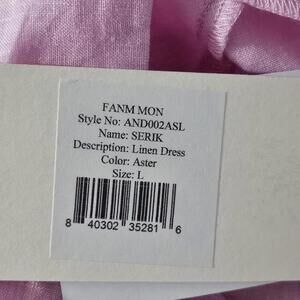 FANM MON
Style No: AND002ASL
Name: SERIK
Description: Linen Dress
Color: Aster
Size: L
8 40302 35281 6